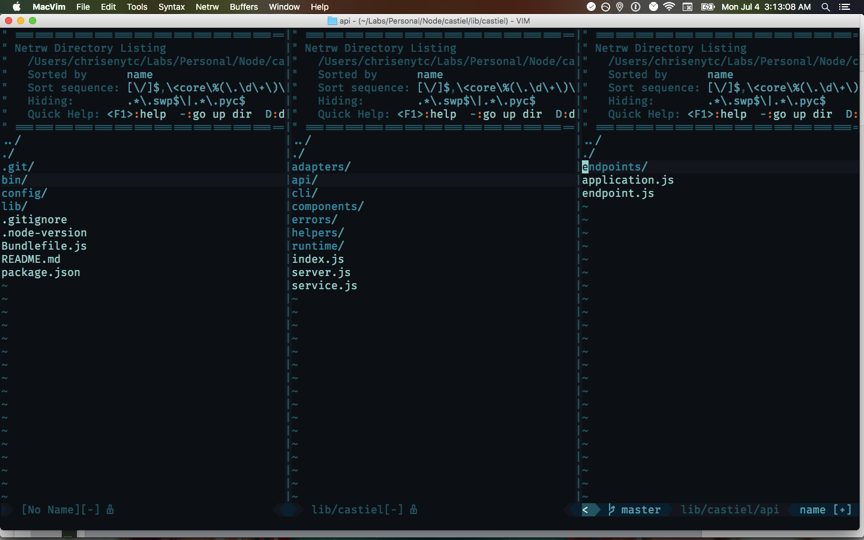 MacVim File Edit Tools Syntax Netrw Buffers Window Help Mon Jul 4 3:13:08 AM
api - (~/Labs/Personal/Node/castiel/lib/castiel) - VIM
" ============================================
" Netrw Directory Listing
" /Users/chrisenytc/Labs/Personal/Node/ca
" Sorted by name
" Sort sequence: [\/]$,\<core\%(\.\d\+\)\
" Hiding: .*\.swp$\|.*\.pyc$
" Quick Help: <F1>:help -:go up dir D:d
" ============================================
../
./
.git/
bin/
config/
lib/
.gitignore
.node-version
Bundlefile.js
README.md
package.json
~
[No Name][-]
" ============================================
" Netrw Directory Listing
" /Users/chrisenytc/Labs/Personal/Node/ca
" Sorted by name
" Sort sequence: [\/]$,\<core\%(\.\d\+\)\
" Hiding: .*\.swp$\|.*\.pyc$
" Quick Help: <F1>:help -:go up dir D:d
" ============================================
../
./
adapters/
api/
cli/
components/
errors/
helpers/
runtime/
index.js
server.js
service.js
~
lib/castiel[-]
" ============================================
" Netrw Directory Listing
" /Users/chrisenytc/Labs/Personal/Node/c
" Sorted by name
" Sort sequence: [\/]$,\<core\%(\.\d\+\)
" Hiding: .*\.swp$\|.*\.pyc$
" Quick Help: <F1>:help -:go up dir D:
" ============================================
../
./
endpoints/
application.js
endpoint.js
~
< master lib/castiel/api name [+]